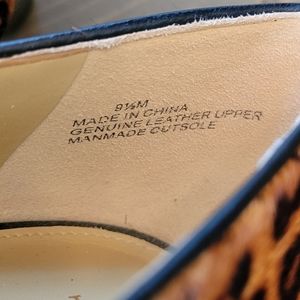 9½M
MADE IN CHINA
GENUINE LEATHER UPPER
MANMADE OUTSOLE